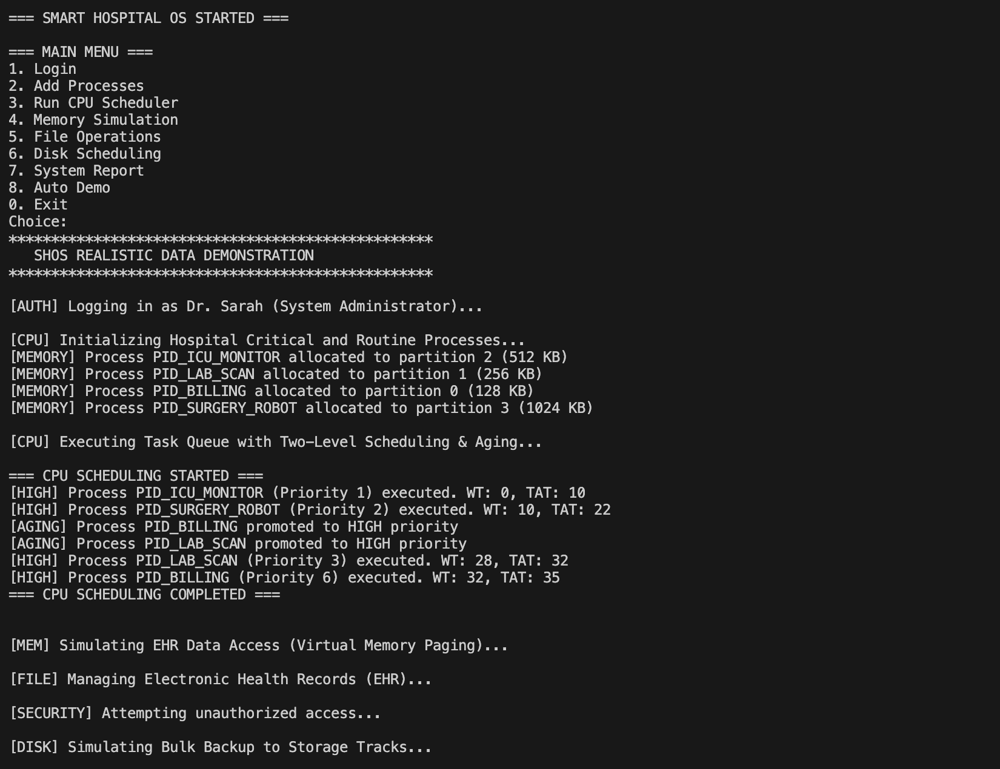 === SMART HOSPITAL OS STARTED ===
=== MAIN MENU ===
1. Login
2. Add Processes
3. Run CPU Scheduler
4. Memory Simulation
5. File Operations
6. Disk Scheduling
7. System Report
8. Auto Demo
0. Exit
Choice:
**************************************************
SHOS REALISTIC DATA DEMONSTRATION
**************************************************
[AUTH] Logging in as Dr. Sarah (System Administrator)...
[CPU] Initializing Hospital Critical and Routine Processes...
[MEMORY] Process PID_ICU_MONITOR allocated to partition 2 (512 KB)
[MEMORY] Process PID_LAB_SCAN allocated to partition 1 (256 KB)
[MEMORY] Process PID_BILLING allocated to partition 0 (128 KB)
[MEMORY] Process PID_SURGERY_ROBOT allocated to partition 3 (1024 KB)
[CPU] Executing Task Queue with Two-Level Scheduling & Aging...
=== CPU SCHEDULING STARTED ===
[HIGH] Process PID_ICU_MONITOR (Priority 1) executed. WT: 0, TAT: 10
[HIGH] Process PID_SURGERY_ROBOT (Priority 2) executed. WT: 10, TAT: 22
[AGING] Process PID_BILLING promoted to HIGH priority
[AGING] Process PID_LAB_SCAN promoted to HIGH priority
[HIGH] Process PID_LAB_SCAN (Priority 3) executed. WT: 28, TAT: 32
[HIGH] Process PID_BILLING (Priority 6) executed. WT: 32, TAT: 35
=== CPU SCHEDULING COMPLETED ===
[MEM] Simulating EHR Data Access (Virtual Memory Paging)...
[FILE] Managing Electronic Health Records (EHR)...
[SECURITY] Attempting unauthorized access...
[DISK] Simulating Bulk Backup to Storage Tracks...